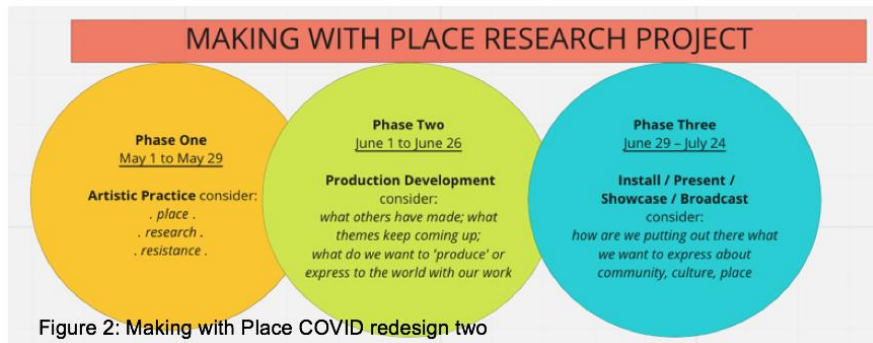 MAKING WITH PLACE RESEARCH PROJECT
Phase One
May 1 to May 29
Artistic Practice consider:
. place .
. research .
. resistance .
Phase Two
June 1 to June 26
Production Development
consider:
what others have made; what
themes keep coming up;
what do we want to 'produce' or
express to the world with our work
Phase Three
June 29 – July 24
Install / Present /
Showcase / Broadcast
consider:
how are we putting out there what
we want to express about
community, culture, place
Figure 2: Making with Place COVID redesign two